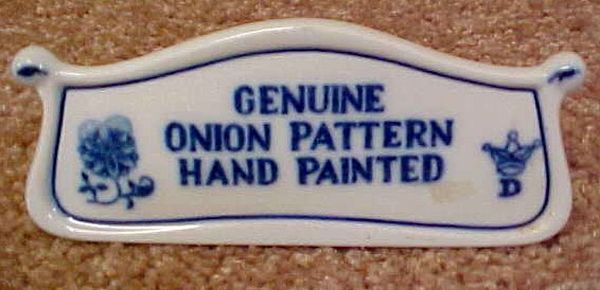 GENUINE
ONION PATTERN
HAND PAINTED
D